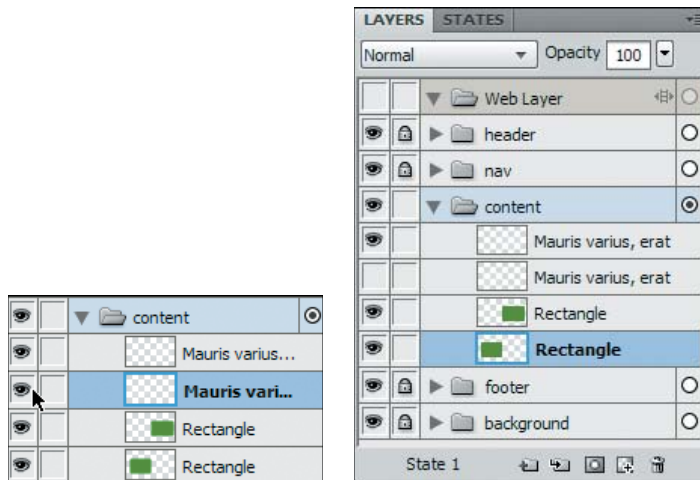 content
Mauris varius...
Mauris vari...
Rectangle
Rectangle
LAYERS STATES
Normal Opacity 100
Web Layer
header
nav
content
Mauris varius, erat
Mauris varius, erat
Rectangle
Rectangle
footer
background
State 1